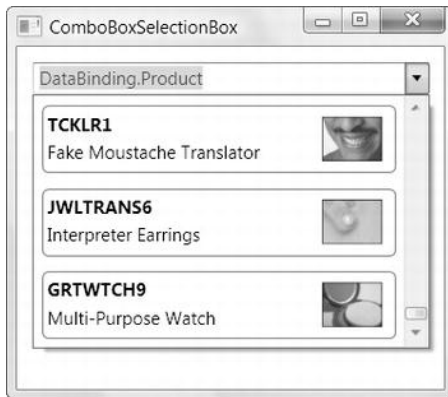 ComboBoxSelectionBox
DataBinding.Product
TCKLR1
Fake Moustache Translator
JWLTRANS6
Interpreter Earrings
GRTWTCH9
Multi-Purpose Watch